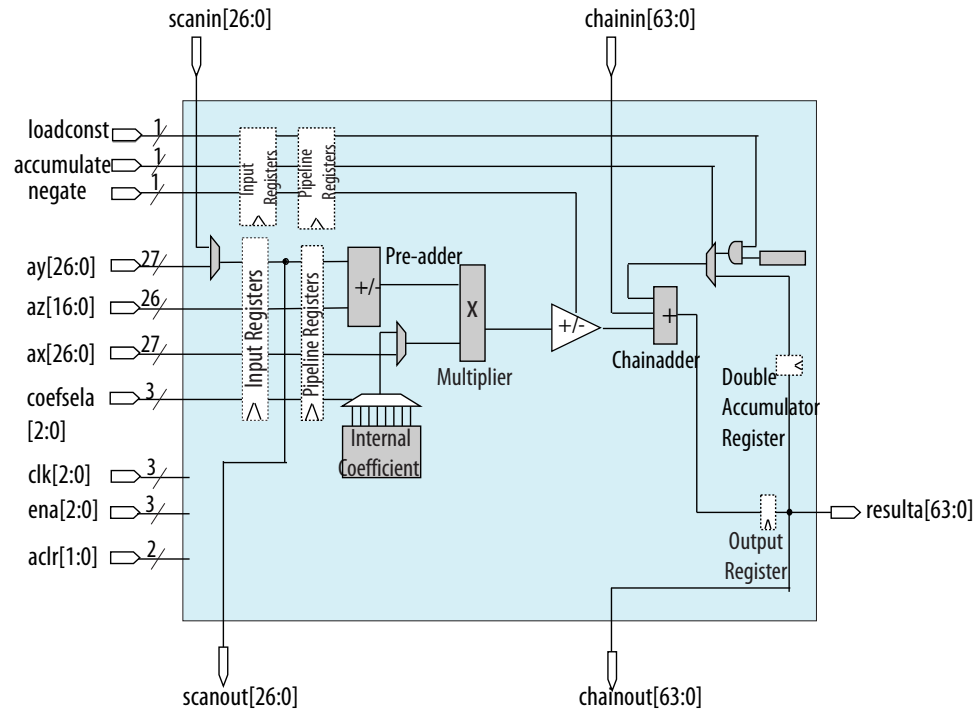 scanin[26:0]
chainin[63:0]
loadconst
1
accumulate
1
negate
1
Input
Registers
Pipeline
Registers
ay[26:0]
27
az[16:0]
26
ax[26:0]
27
coefsela
[2:0]
3
clk[2:0]
3
ena[2:0]
3
aclr[1:0]
2
Input Registers
Pipeline Registers
Pre-adder
+/-
X
Multiplier
+/-
+
Chainadder
Internal
Coefficient
Double
Accumulator
Register
Output
Register
resulta[63:0]
scanout[26:0]
chainout[63:0]